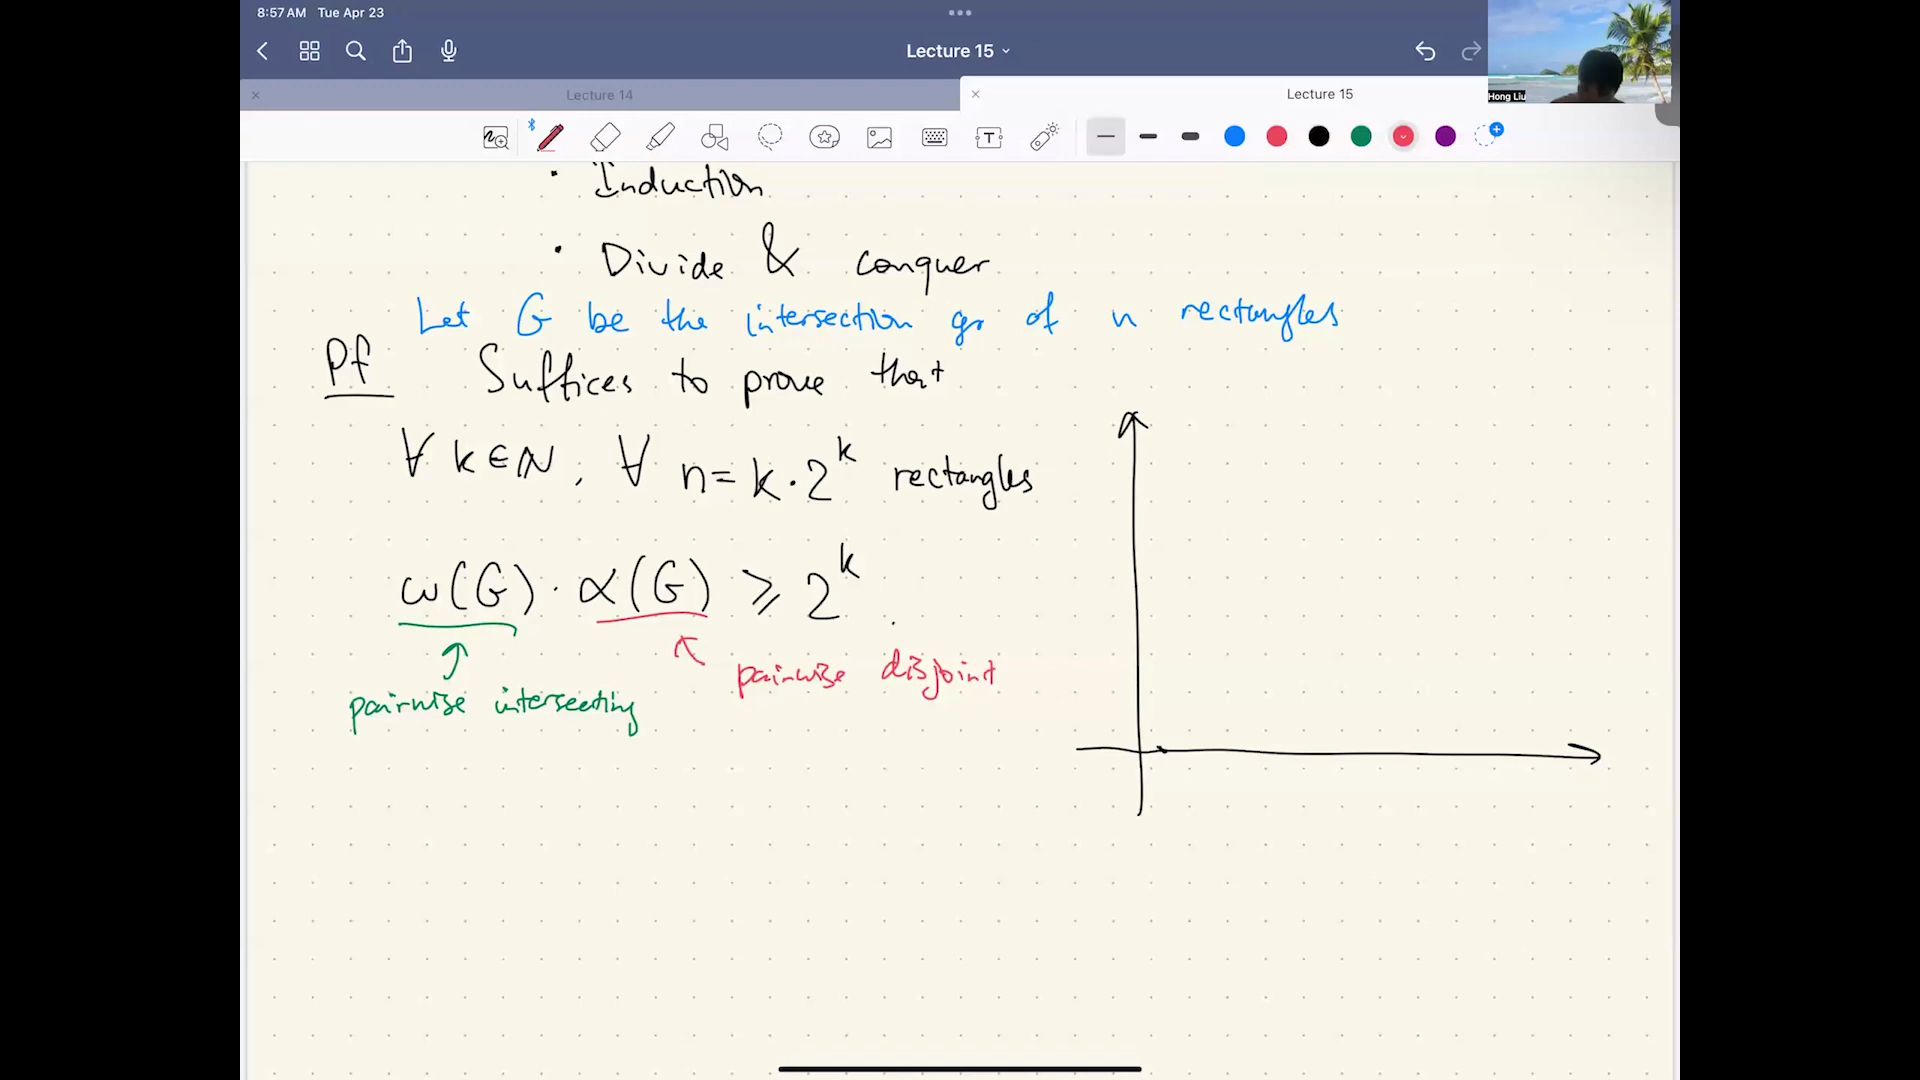 8:57 AM Tue Apr 23
Lecture 15
Lecture 14
Lecture 15
Hong Liu
· Induction
· Divide & conquer
Let G be the intersection gr of n rectangles
Pf Suffices to prove that
∀ k∈ℕ, ∀ n = k · 2^k rectangles
ω(G) · α(G) ⩾ 2^k .
pairwise disjoint
pairwise intersecting